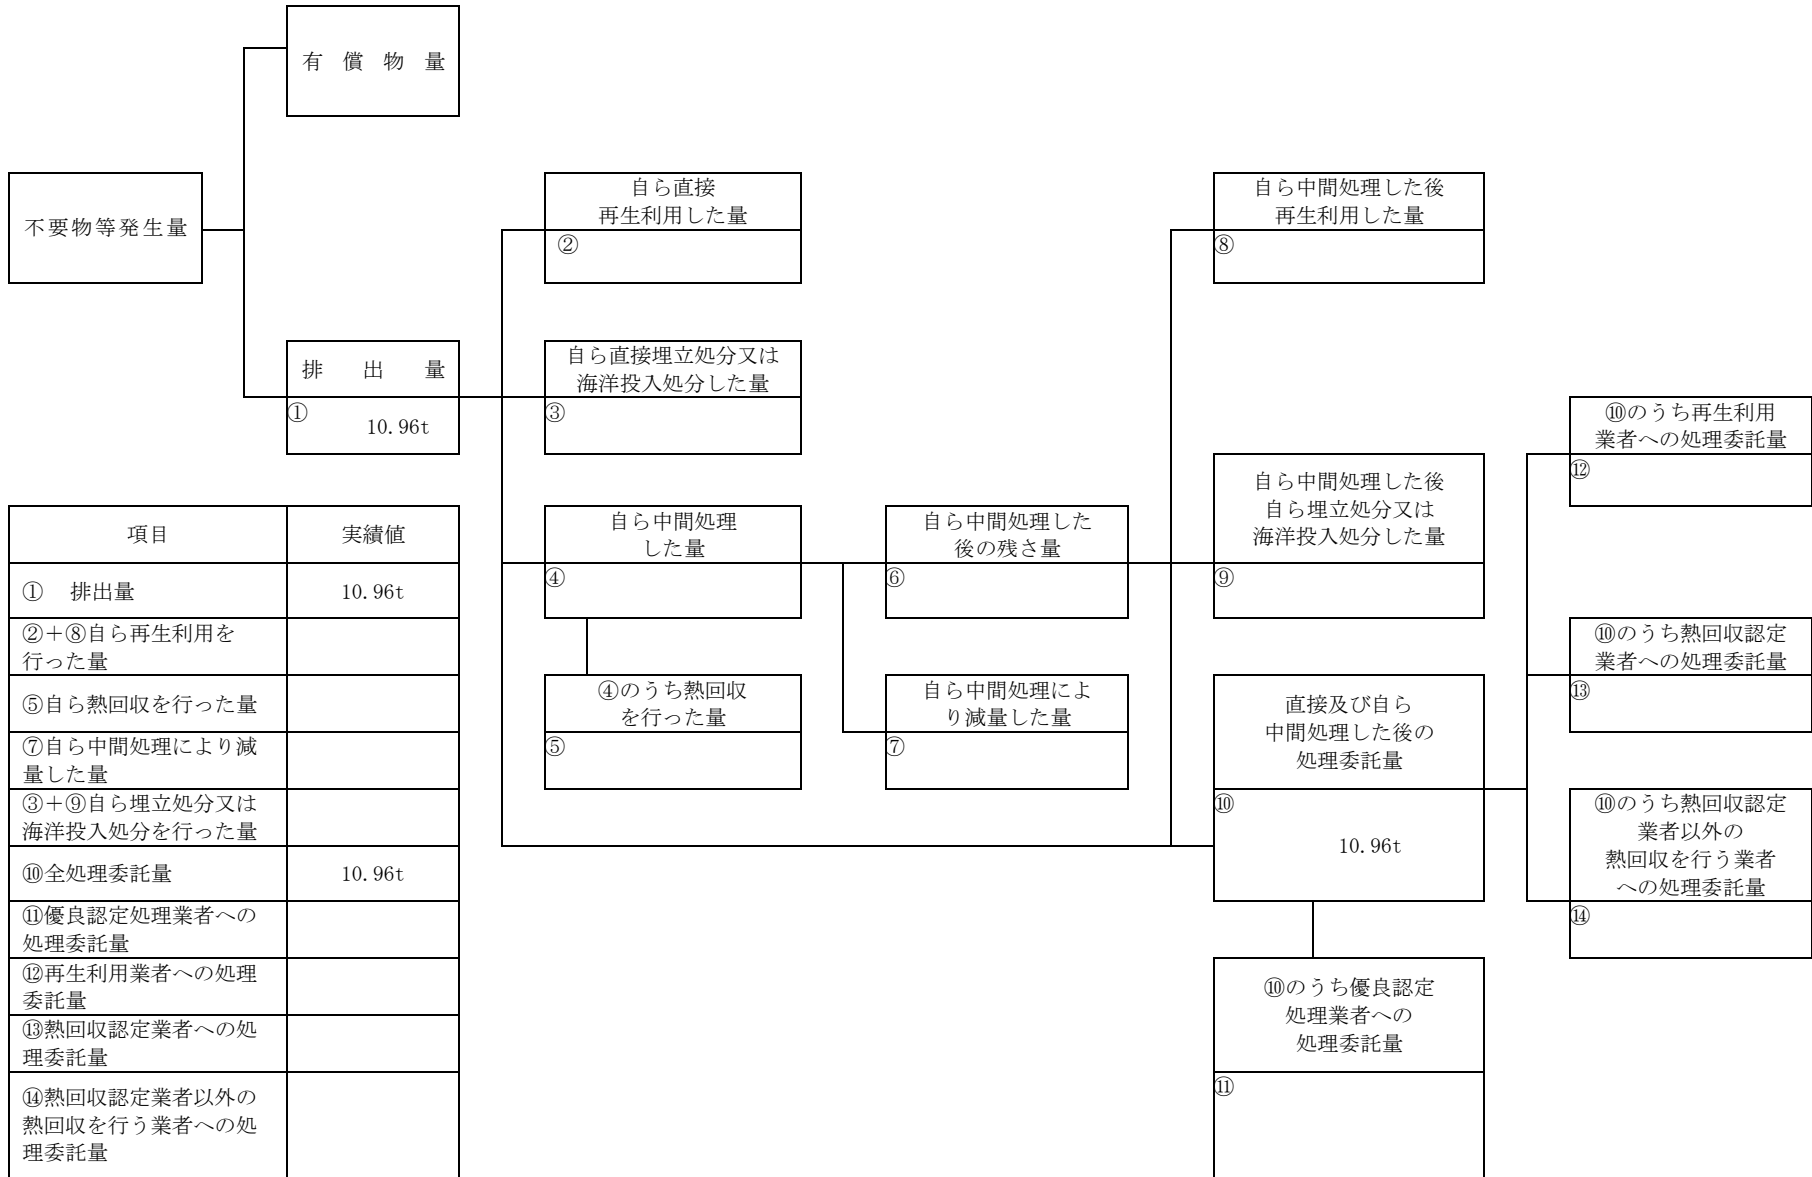 有 償 物 量
不要物等発生量
自ら直接
再生利用した量
②
自ら中間処理した後
再生利用した量
⑧
排 出 量
①
10.96t
自ら直接埋立処分又は
海洋投入処分した量
③
⑩のうち再生利用
業者への処理委託量
⑫
自ら中間処理した後
自ら埋立処分又は
海洋投入処分した量
⑨
自ら中間処理
した量
④
自ら中間処理した
後の残さ量
⑥
⑩のうち熱回収認定
業者への処理委託量
⑬
④のうち熱回収
を行った量
⑤
自ら中間処理によ
り減量した量
⑦
直接及び自ら
中間処理した後の
処理委託量
⑩
10.96t
⑩のうち熱回収認定
業者以外の
熱回収を行う業者
への処理委託量
⑭
⑩のうち優良認定
処理業者への
処理委託量
⑪
項目 実績値
① 排出量 10.96t
②+⑧自ら再生利用を
行った量
⑤自ら熱回収を行った量
⑦自ら中間処理により減
量した量
③+⑨自ら埋立処分又は
海洋投入処分を行った量
⑩全処理委託量 10.96t
⑪優良認定処理業者への
処理委託量
⑫再生利用業者への処理
委託量
⑬熱回収認定業者への処
理委託量
⑭熱回収認定業者以外の
熱回収を行う業者への処
理委託量